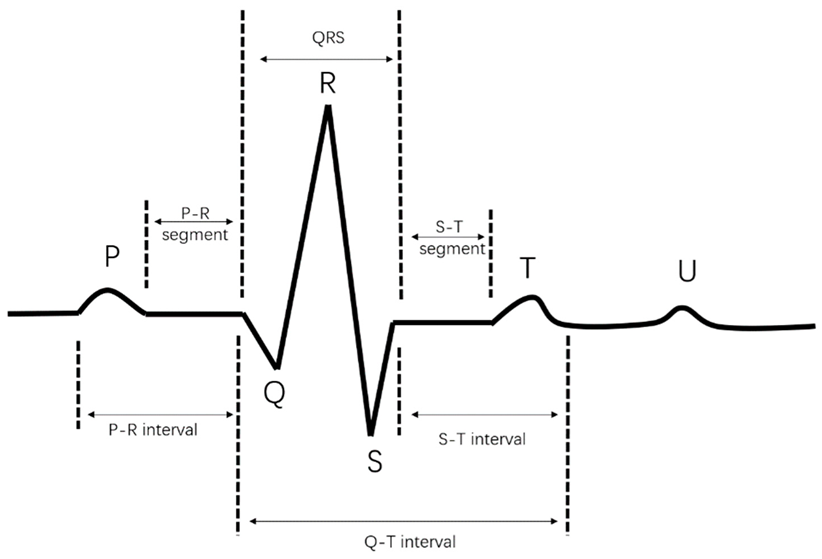 QRS
R
P-R
segment
S-T
segment
P
T
U
Q
P-R interval
S-T interval
S
Q-T interval